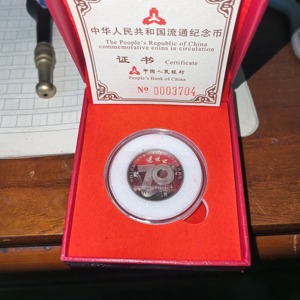 中华人民共和国流通纪念币
The People's Republic of China
commemorative coins in circulation
证书 Certificate
中国人民银行
People's Bank of China
№ 0003704
70